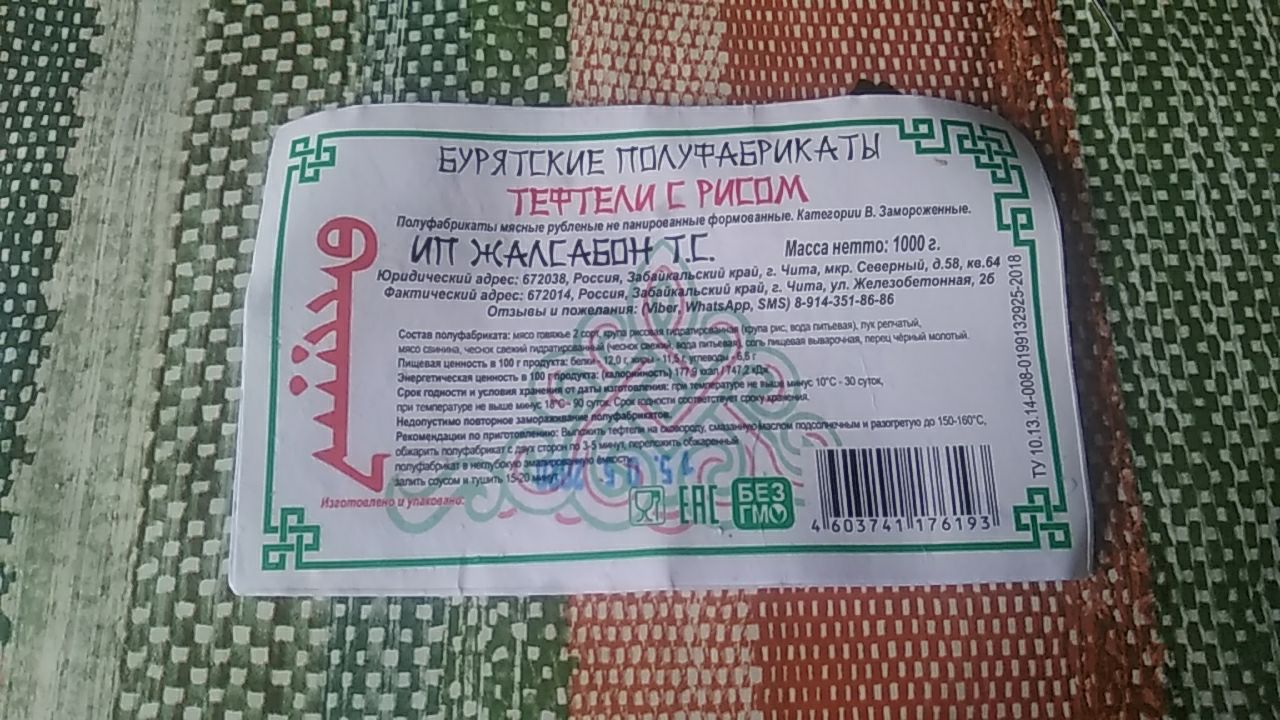 БУРЯТСКИЕ ПОЛУФАБРИКАТЫ
ТЕФТЕЛИ С РИСОМ
Полуфабрикаты мясные рубленые не панированные формованные. Категории В. Замороженные.
ИП ЖАЛСАБОН Т.С.
Масса нетто: 1000 г.
Юридический адрес: 672038, Россия, Забайкальский край, г. Чита, мкр. Северный, д.58, кв.64
Фактический адрес: 672014, Россия, Забайкальский край, г. Чита, ул. Железобетонная, 2б
Отзывы и пожелания: (Viber, WhatsApp, SMS) 8-914-351-86-86
Состав полуфабриката: мясо говяжье 2 сорт, крупа рисовая гидратированная (крупа рис, вода питьевая), лук репчатый,
мясо свинина, чеснок свежий гидратированный (чеснок свежий, вода питьевая), соль пищевая выварочная, перец чёрный молотый.
Пищевая ценность в 100 г продукта: белки - 12,0 г, жиры - 11,5 г, углеводы - 6,6 г
Энергетическая ценность в 100 г продукта: (калорийность) 177,9 ккал / 747,2 кДж
Срок годности и условия хранения от даты изготовления: при температуре не выше минус 10°С - 30 суток,
при температуре не выше минус 18°С - 90 суток. Срок годности соответствует сроку хранения.
Недопустимо повторное замораживание полуфабрикатов.
Рекомендации по приготовлению: Выложить тефтели на сковороду, смазанную маслом подсолнечным и разогретую до 150-160°С,
обжарить полуфабрикат с двух сторон по 3-5 минут, переложить обжаренный
полуфабрикат в неглубокую эмалированную ёмкость,
залить соусом и тушить 15-20 минут.
Изготовлено и упаковано:
EAC
БЕЗ
ГМО
4 603741 176193
ТУ 10.13.14-008-0199132925-2018